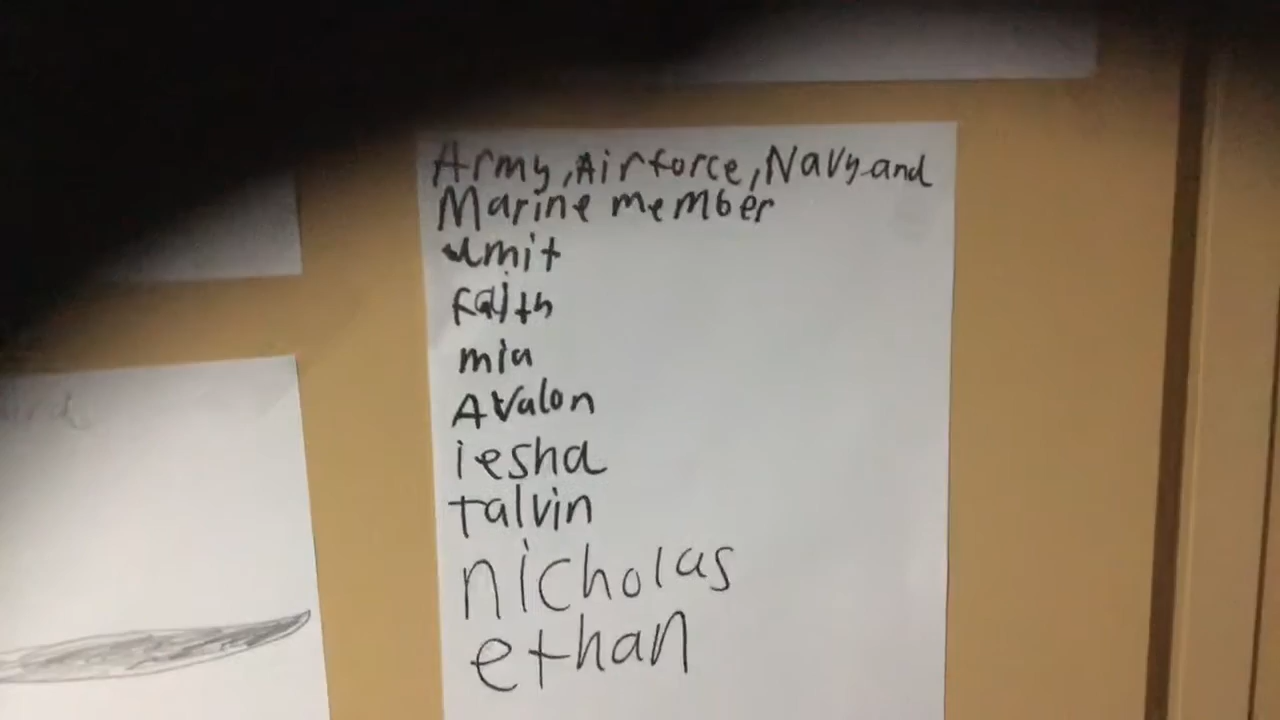 Army, Airforce, Navy and
Marine member
umit
faith
mia
Avalon
iesha
talvin
nicholas
ethan